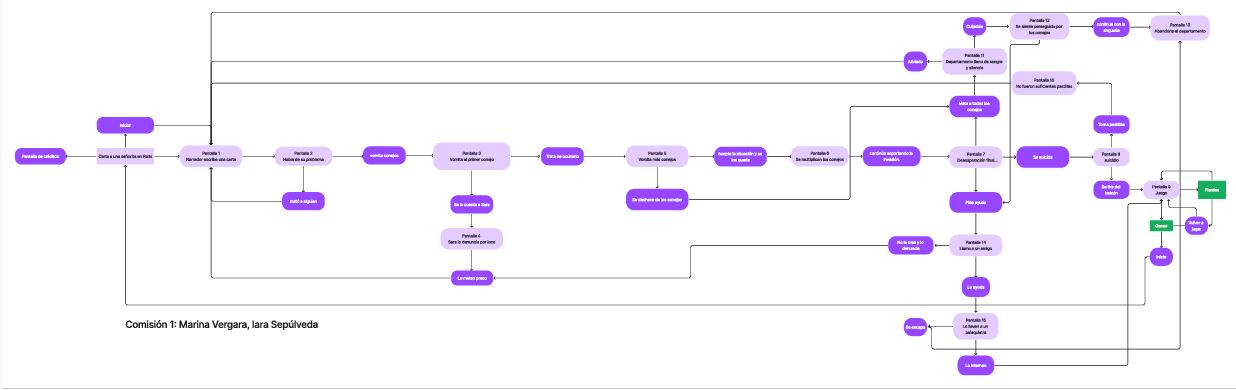 Pantalla 12
Se siente perseguido por
los conejos
Culpable
continua con la
angustia
Pantalla 13
Abandona el departamento
Pantalla 11
Departamento lleno de sangre
y silencio
Aliviado
Pantalla 10
No fueron suficientes pastillas
Mata a todos los
conejos
Iniciar
Toma pastillas
Pantalla de créditos
Carta a una señorita en París
Pantalla 1
Narrador escribe una carta
Pantalla 2
Habla de su problema
vomita conejos
Pantalla 3
Vomita el primer conejo
Trata de ocultarlo
Pantalla 5
Vomita más conejos
Acepta la situación y se
los queda
Pantalla 6
Se multiplican los conejos
continúa soportando la
invasión.
Pantalla 7
Desesperación final...
Se suicida
Pantalla 8
suicidio
Se tira del
balcón
Pantalla 9
Juego
Pierdes
mató a alguien
Se lo cuenta a Sara
Se deshace de los conejos
Pide ayuda
Ganas
Volver a
jugar
Pantalla 4
Sara lo denuncia por loco
No le cree y lo
denuncia
Pantalla 14
Llama a un amigo
Inicio
Lo meten preso
Lo ayuda
Pantalla 15
Lo llevan a un
psiquiatra
Se escapa
Lo internan
Comisión 1: Marina Vergara, Iara Sepúlveda